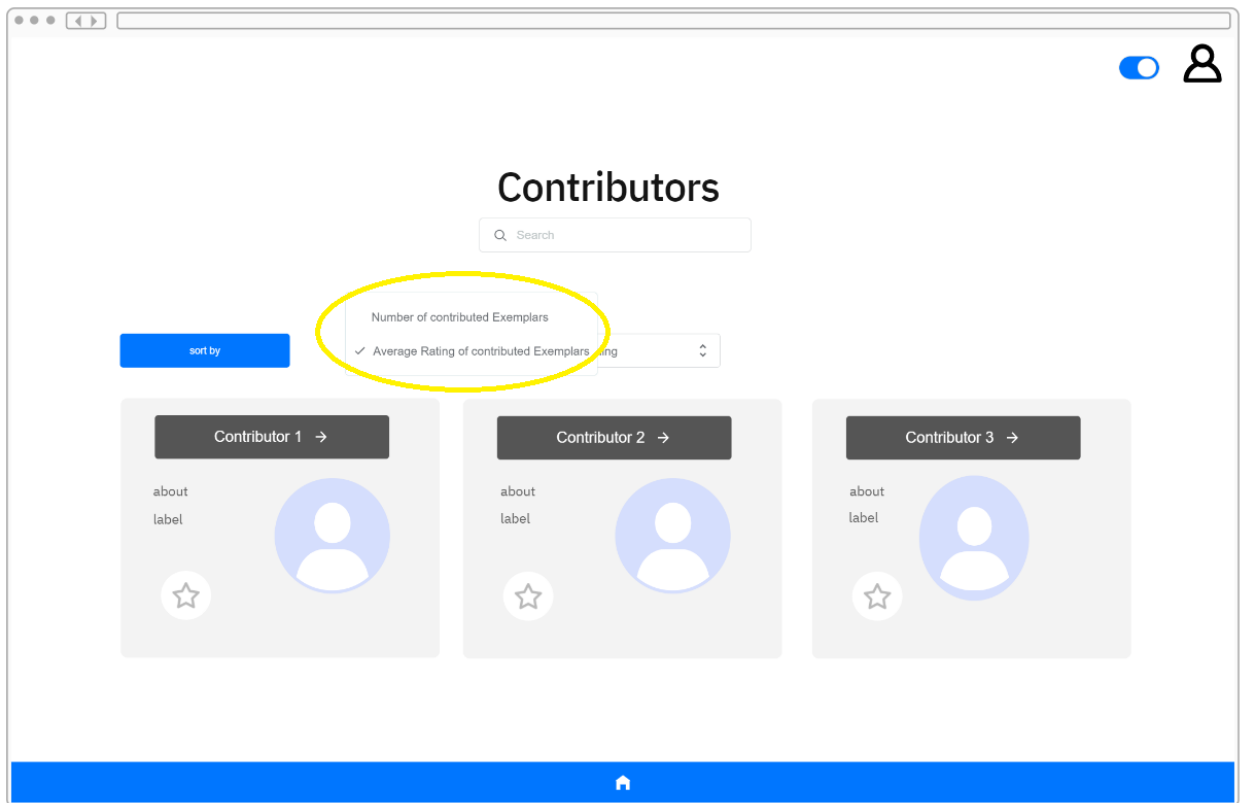 Contributors
Search
Number of contributed Exemplars
sort by
Average Rating of contributed Exemplars
Contributor 1
Contributor 2
Contributor 3
about
about
about
label
label
label